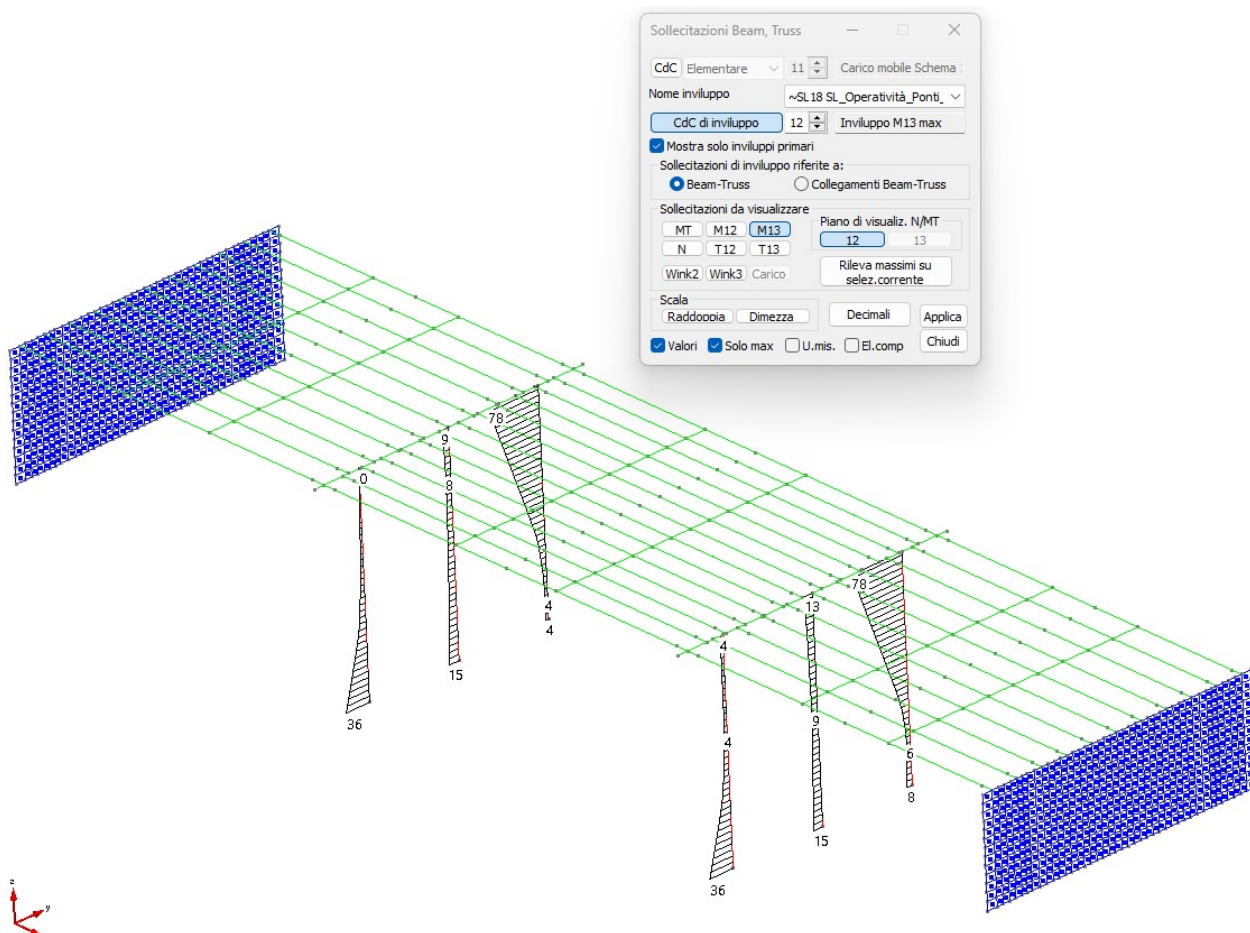 Sollecitazioni Beam, Truss
CdC Elementare 11 Carico mobile Schema
Nome inviluppo ~SL18 SL_Operatività_Ponti_
CdC di inviluppo 12 Inviluppo M13 max
Mostra solo inviluppi primari
Sollecitazioni di inviluppo riferite a:
Beam-Truss Collegamenti Beam-Truss
Sollecitazioni da visualizzare
Piano di visualiz. N/MT
MT M12 M13
12 13
N T12 T13
Rileva massimi su
selez.corrente
Wink2 Wink3 Carico
Scala
Raddoppia Dimezza
Decimali
Applica
Valori Solo max U.mis. El.comp
Chiudi
78
9
0
8
4
4
15
36
78
13
4
4
9
6
8
15
36
z
y